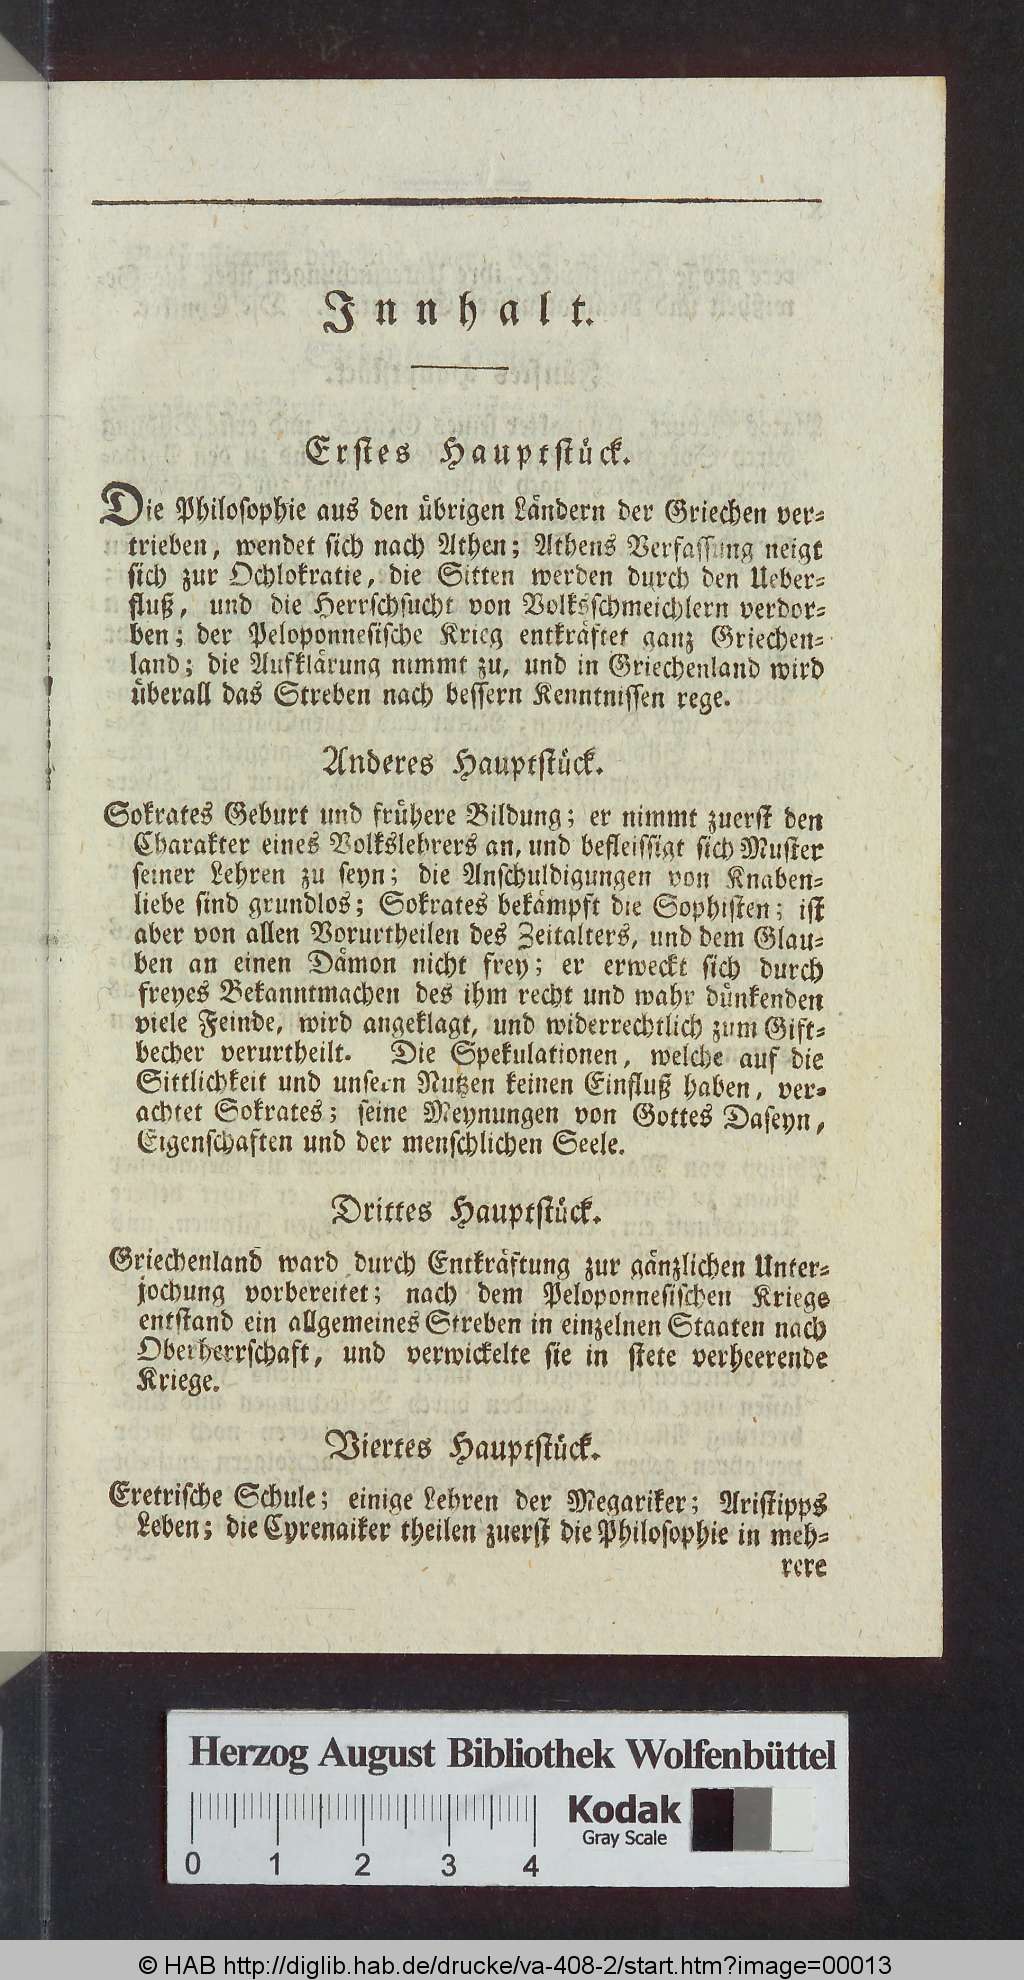 Innhalt.
Erstes Hauptstück.
Die Philosophie aus den übrigen Ländern der Griechen ver-
trieben, wendet sich nach Athen; Athens Verfassung neigt
sich zur Ochlokratie, die Sitten werden durch den Ueber-
fluß, und die Herrschsucht von Volksschmeichlern verdor-
ben; der Peloponnesische Krieg entkräftet ganz Griechen-
land; die Aufklärung nimmt zu, und in Griechenland wird
überall das Streben nach bessern Kenntnissen rege.
Anderes Hauptstück.
Sokrates Geburt und frühere Bildung; er nimmt zuerst den
Charakter eines Volkslehrers an, und befleissigt sich Muster
seiner Lehren zu seyn; die Anschuldigungen von Knaben-
liebe sind grundlos; Sokrates bekämpft die Sophisten; ist
aber von allen Vorurtheilen des Zeitalters, und dem Glau-
ben an einen Dämon nicht frey; er erweckt sich durch
freyes Bekanntmachen des ihm recht und wahr dünkenden
viele Feinde, wird angeklagt, und widerrechtlich zum Gift-
becher verurtheilt. Die Spekulationen, welche auf die
Sittlichkeit und unsern Nutzen keinen Einfluß haben, ver-
achtet Sokrates; seine Meynungen von Gottes Daseyn,
Eigenschaften und der menschlichen Seele.
Drittes Hauptstück.
Griechenland ward durch Entkräftung zur gänzlichen Unter-
jochung vorbereitet; nach dem Peloponnesischen Kriege
entstand ein allgemeines Streben in einzelnen Staaten nach
Oberherrschaft, und verwickelte sie in stete verheerende
Kriege.
Viertes Hauptstück.
Eretrische Schule; einige Lehren der Megariker; Aristipps
Leben; die Cyrenaiker theilen zuerst die Philosophie in meh-
rere
Herzog August Bibliothek Wolfenbüttel
Kodak
Gray Scale
0 1 2 3 4
© HAB http://diglib.hab.de/drucke/va-408-2/start.htm?image=00013